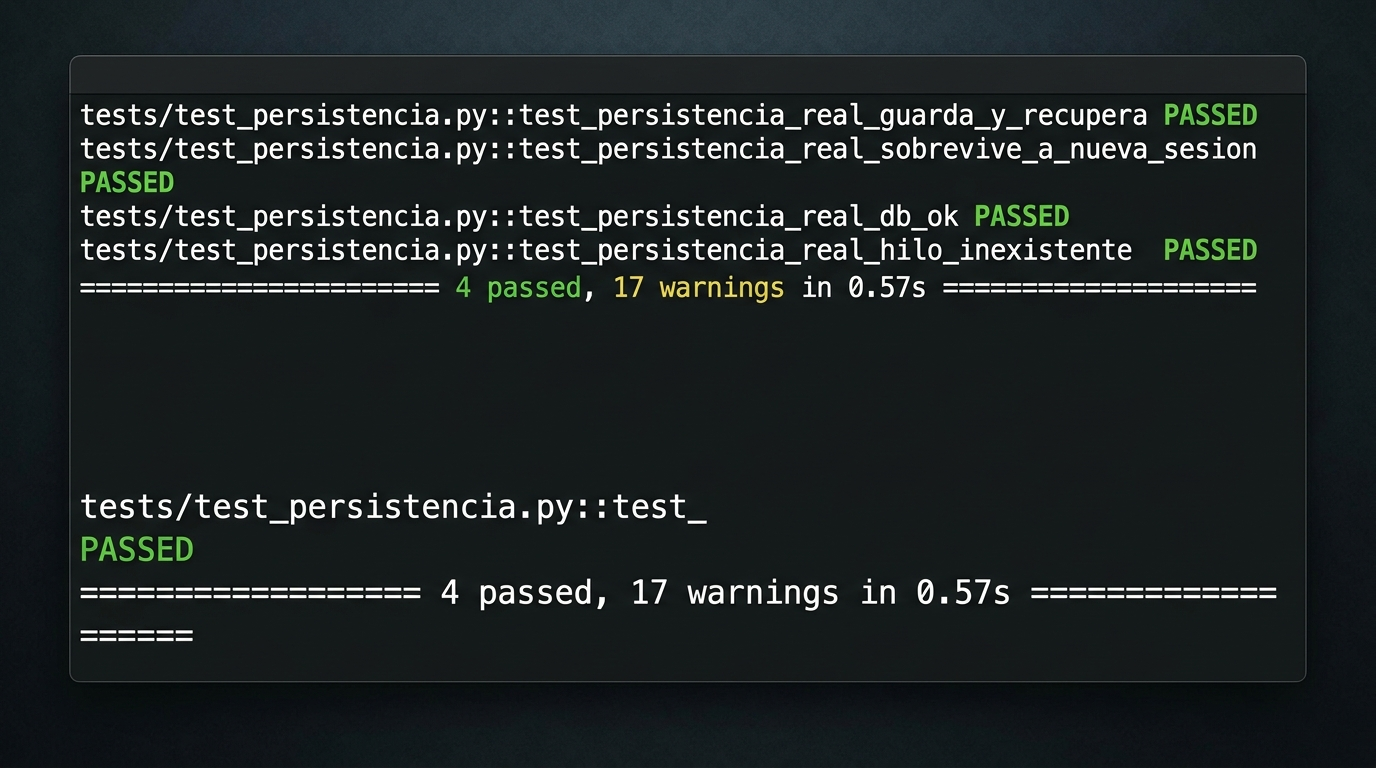 tests/test_persistencia.py::test_persistencia_real_guarda_y_recupera PASSED
tests/test_persistencia.py::test_persistencia_real_sobrevive_a_nueva_sesion
PASSED
tests/test_persistencia.py::test_persistencia_real_db_ok PASSED
tests/test_persistencia.py::test_persistencia_real_hilo_inexistente  PASSED
======================= 4 passed, 17 warnings in 0.57s ====================
tests/test_persistencia.py::test_
PASSED
================== 4 passed, 17 warnings in 0.57s =============
======